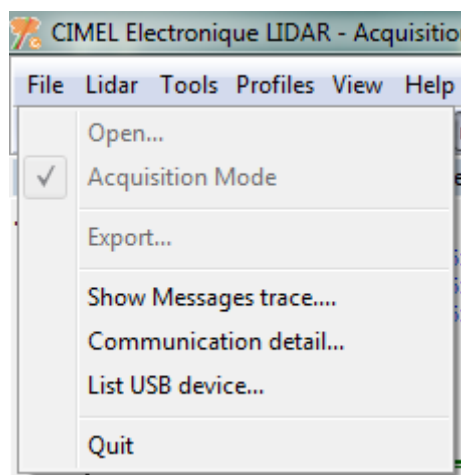 CIMEL Electronique LIDAR - Acquisitio
File Lidar Tools Profiles View Help
Open...
Acquisition Mode
Export...
Show Messages trace....
Communication detail...
List USB device...
Quit